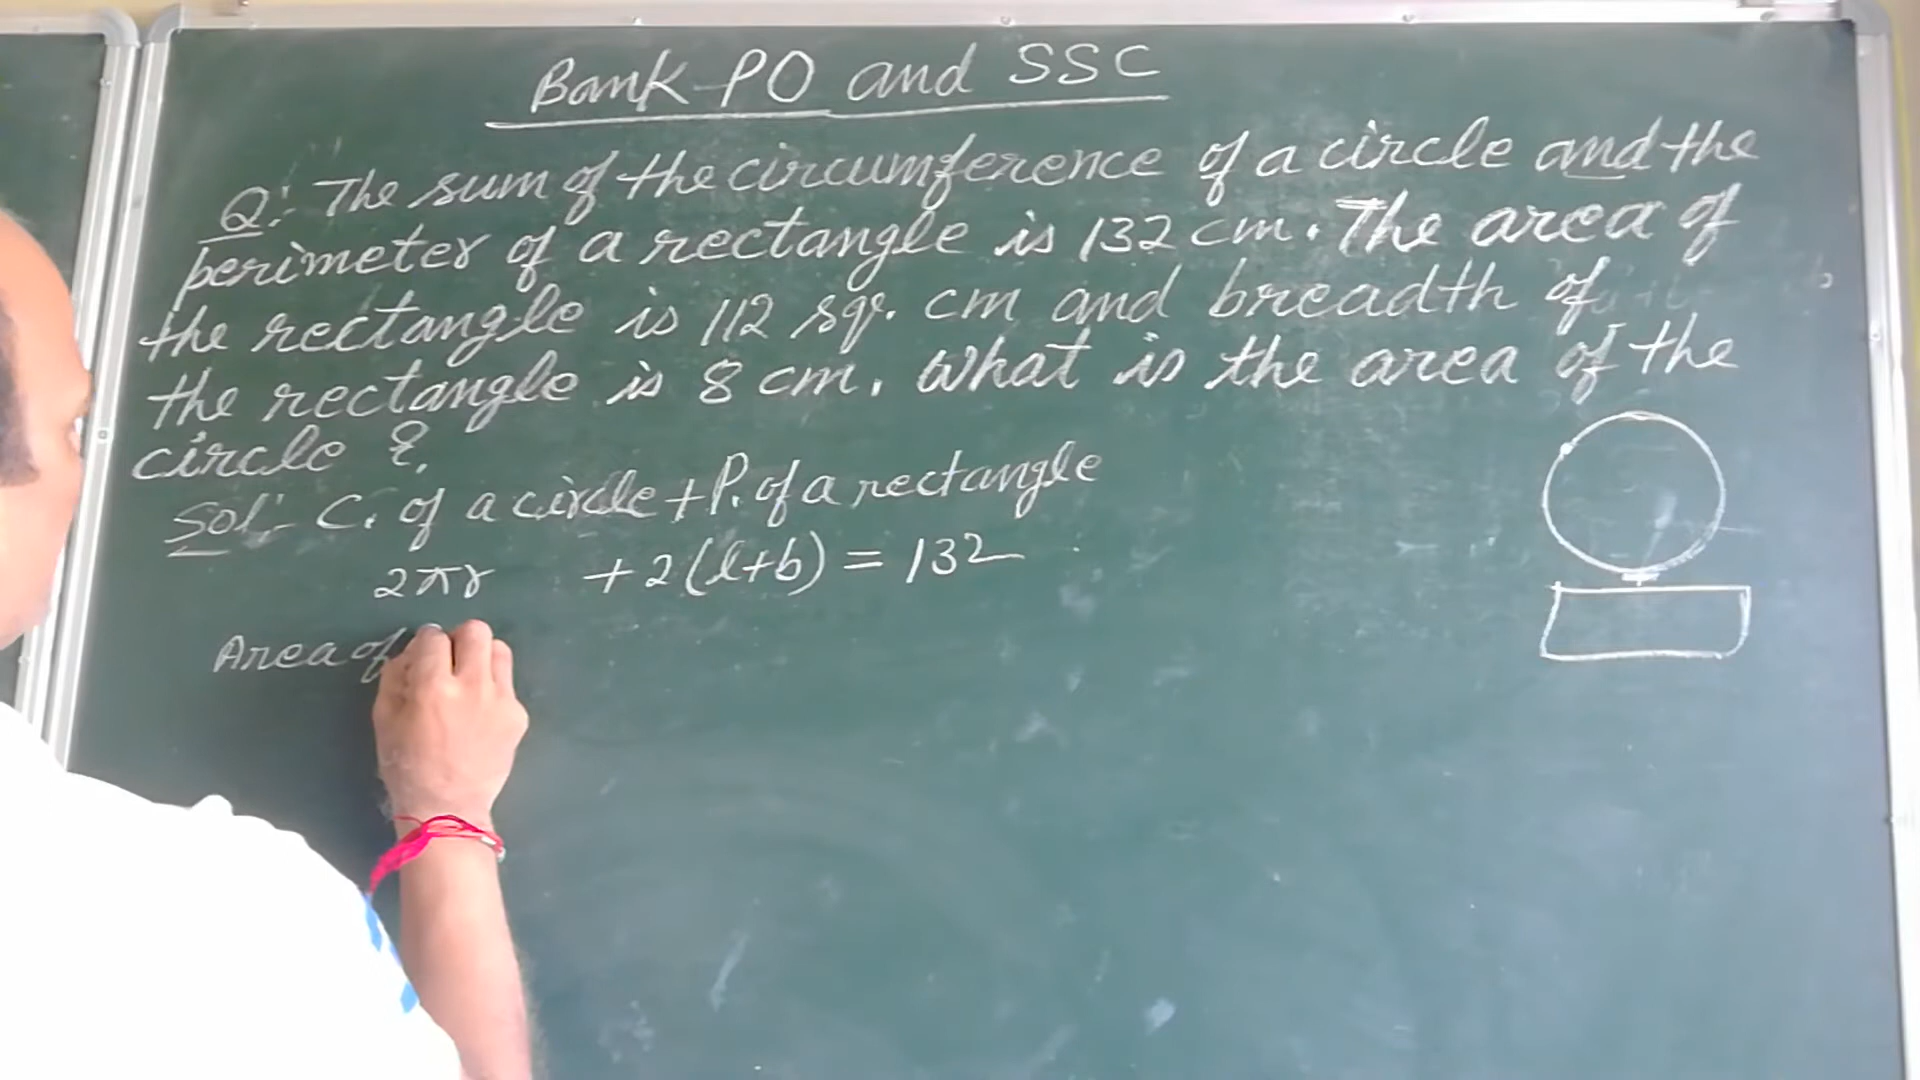 Bank PO and SSC
Q:- The sum of the circumference of a circle and the
perimeter of a rectangle is 132 cm. The area of
the rectangle is 112 sqr. cm and breadth of
the rectangle is 8 cm. What is the area of the
circle ?.
Sol:- C. of a circle + P. of a rectangle
2πr + 2(l+b) = 132
Area of